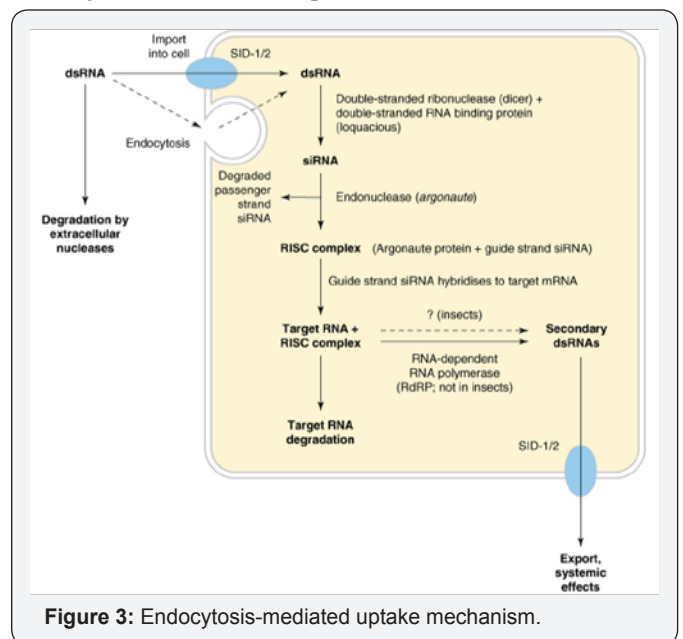 Import
into cell
SID-1/2
dsRNA
dsRNA
Double-stranded ribonuclease (dicer) +
double-stranded RNA binding protein
(loquacious)
Endocytosis
siRNA
Degraded
passenger
strand
siRNA
Endonuclease (argonaute)
Degradation by
extracellular
nucleases
RISC complex (Argonaute protein + guide strand siRNA)
Guide strand siRNA hybridises to target mRNA
? (insects)
Target RNA +
RISC complex
Secondary
dsRNAs
RNA-dependent
RNA polymerase
(RdRP; not in insects)
Target RNA
degradation
SID-1/2
Export,
systemic
effects
Figure 3: Endocytosis-mediated uptake mechanism.